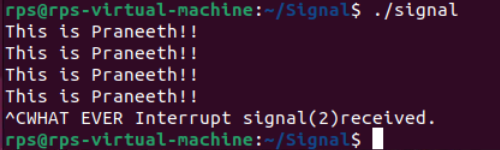 rps@rps-virtual-machine:~/Signal$ ./signal
This is Praneeth!!
This is Praneeth!!
This is Praneeth!!
This is Praneeth!!
^CWHAT EVER Interrupt signal(2)received.
rps@rps-virtual-machine:~/Signal$